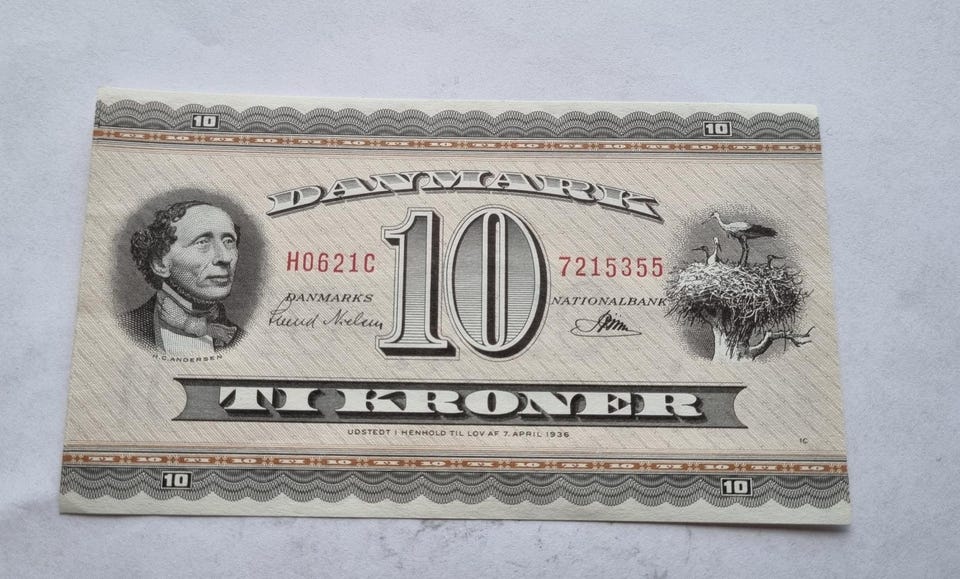 10 10
DANMARK
10
H0621C 7215355
DANMARKS NATIONALBANK
H.C. ANDERSEN
TI KRONER
UDSTEDT I HENHOLD TIL LOV AF 7. APRIL 1936
IC
10 10